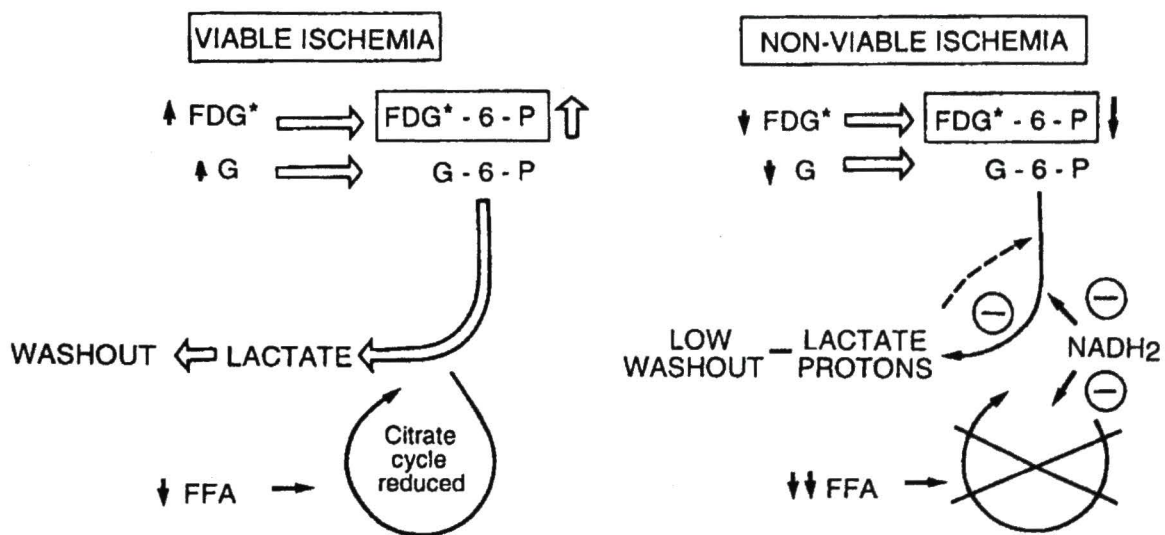 VIABLE ISCHEMIA
FDG*
FDG* - 6 - P
G
G - 6 - P
WASHOUT
LACTATE
Citrate
cycle
reduced
FFA
NON-VIABLE ISCHEMIA
FDG*
FDG* - 6 - P
G
G - 6 - P
LOW
WASHOUT
LACTATE
PROTONS
NADH2
FFA